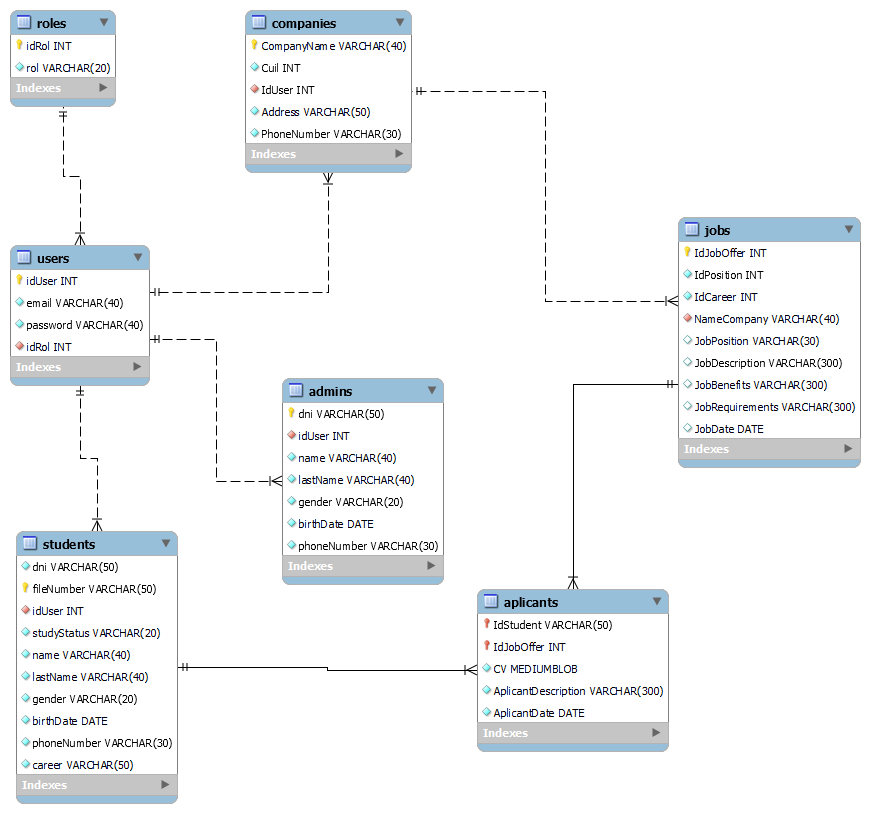 roles
idRol INT
rol VARCHAR(20)
Indexes
companies
CompanyName VARCHAR(40)
Cuil INT
IdUser INT
Address VARCHAR(50)
PhoneNumber VARCHAR(30)
Indexes
jobs
IdJobOffer INT
IdPosition INT
IdCareer INT
NameCompany VARCHAR(40)
JobPosition VARCHAR(30)
JobDescription VARCHAR(300)
JobBenefits VARCHAR(300)
JobRequirements VARCHAR(300)
JobDate DATE
Indexes
users
idUser INT
email VARCHAR(40)
password VARCHAR(40)
idRol INT
Indexes
admins
dni VARCHAR(50)
idUser INT
name VARCHAR(40)
lastName VARCHAR(40)
gender VARCHAR(20)
birthDate DATE
phoneNumber VARCHAR(30)
Indexes
students
dni VARCHAR(50)
fileNumber VARCHAR(50)
idUser INT
studyStatus VARCHAR(20)
name VARCHAR(40)
lastName VARCHAR(40)
gender VARCHAR(20)
birthDate DATE
phoneNumber VARCHAR(30)
career VARCHAR(50)
Indexes
aplicants
IdStudent VARCHAR(50)
IdJobOffer INT
CV MEDIUMBLOB
AplicantDescription VARCHAR(300)
AplicantDate DATE
Indexes